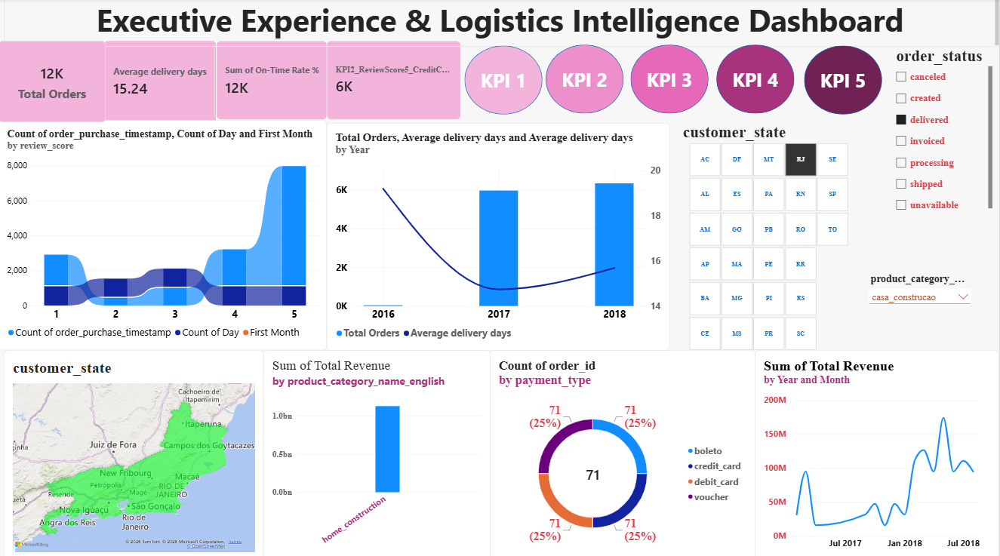 Executive Experience & Logistics Intelligence Dashboard
12K
Total Orders
Average delivery days
15.24
Sum of On-Time Rate %
12K
KPI2_ReviewScore5_CreditC...
6K
KPI 1
KPI 2
KPI 3
KPI 4
KPI 5
order_status
canceled
created
delivered
invoiced
processing
shipped
unavailable
Count of order_purchase_timestamp, Count of Day and First Month
by review_score
8,000
6,000
4,000
2,000
0
1 2 3 4 5
Count of order_purchase_timestamp Count of Day First Month
Total Orders, Average delivery days and Average delivery days
by Year
6K
4K
2K
0K
20
18
16
14
2016 2017 2018
Total Orders Average delivery days
customer_state
AC DF MT RJ SE
AL ES PA RN SP
AM GO PB RO TO
AP MA PE RR
BA MG PI RS
CE MS PR SC
product_category_...
casa_construcao
customer_state
Cachoeiro de
Itapemirim
Itaperuna
ginha
Juiz de Fora
Campos dos Goytacazes
New Fribourg
Macaé
Petropolis
RIO DE
JANEIRO
Resende
Mage
uetá
Nova Iguaçu
São Gonçalo
Angra dos Reis
Rio de
Janeiro
Microsoft Bing
© 2026 TomTom, © 2026 Microsoft Corporation, Terms
© OpenStreetMap
Sum of Total Revenue
by product_category_name_english
1.0bn
0.5bn
0.0bn
home_construction
Count of order_id
by payment_type
71
(25%)
71
(25%)
71
71
(25%)
71
(25%)
boleto
credit_card
debit_card
voucher
Sum of Total Revenue
by Year and Month
200M
150M
100M
50M
0M
Jul 2017 Jan 2018 Jul 2018